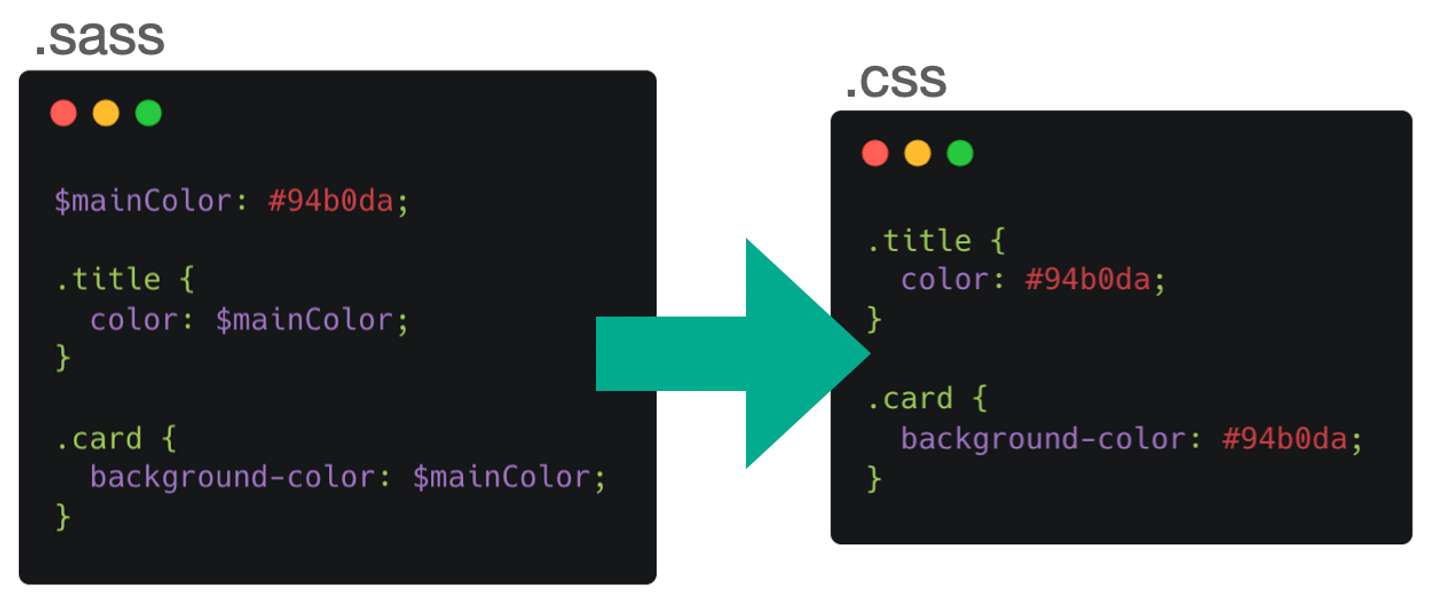 .sass
$mainColor: #94b0da;
.title {
  color: $mainColor;
}
.card {
  background-color: $mainColor;
}
.css
.title {
  color: #94b0da;
}
.card {
  background-color: #94b0da;
}